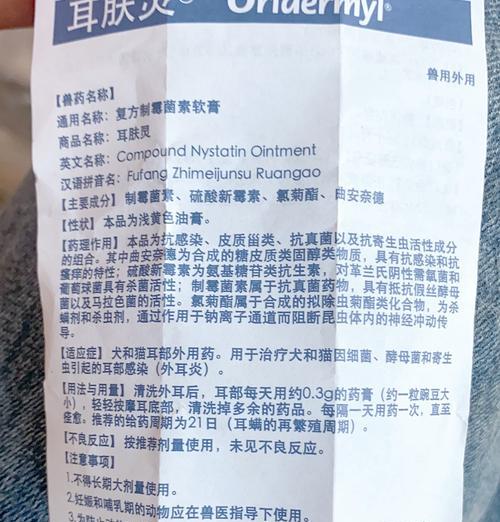 耳肤灵® Oridermyl®
兽用外用
【兽药名称】
通用名称：复方制霉菌素软膏
商品名称：耳肤灵
英文名称：Compound Nystatin Ointment
汉语拼音名：Fufang Zhimeijunsu Ruangao
【主要成分】制霉菌素、硫酸新霉素、氯菊酯、曲安奈德
【性状】本品为浅黄色油膏。
【药理作用】本品为抗感染、皮质甾类、抗真菌以及抗寄生虫活性成分
的组合。其中曲安奈德为合成的糖皮质类固醇类物质，具有抗感染和抗
瘙痒的特性；硫酸新霉素为氨基糖苷类抗生素，对革兰氏阴性需氧菌和
葡萄球菌具有杀菌活性；制霉菌素属于抗真菌药物，具有抵抗假丝酵母
菌以及马拉色菌的活性。氯菊酯属于合成的拟除虫菊酯类化合物，为杀
螨剂和杀虫剂，通过作用于钠离子通道而阻断昆虫体内的神经冲动传
导。
【适应症】犬和猫耳部外用药。用于治疗犬和猫因细菌、酵母菌和寄生
虫引起的耳部感染（外耳炎）。
【用法与用量】清洗外耳后，耳部每天用约0.3g的药膏（约一粒豌豆大
小），轻轻按摩耳底部，清洗掉多余的药品。每隔一天用药一次，直至
痊愈。推荐的给药周期为21日（耳螨的再繁殖周期）。
【不良反应】按推荐剂量使用，未见不良反应。
【注意事项】
1.不得长期大剂量使用。
2.妊娠和哺乳期的动物应在兽医指导下使用。
3.为防止动物